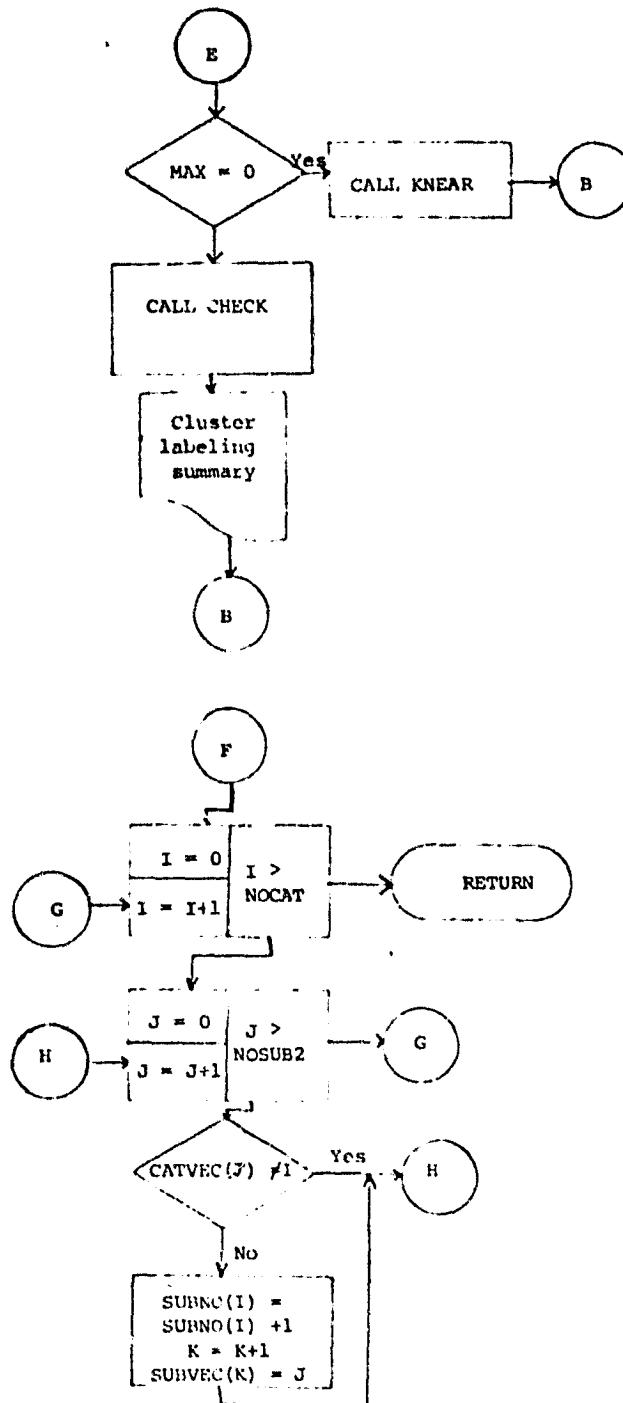 E
MAX = 0
Yes
CALL KNEAR
B
CALL CHECK
Cluster
labeling
summary
B
F
I = 0
I = I+1
I >
NOCAT
RETURN
G
J = 0
J = J+1
J >
NOSUB2
G
H
CATVEC(J) ≠I
Yes
H
No
SUBNO(I) =
SUBNO(I) +1
K = K+1
SUBVEC(K) = J